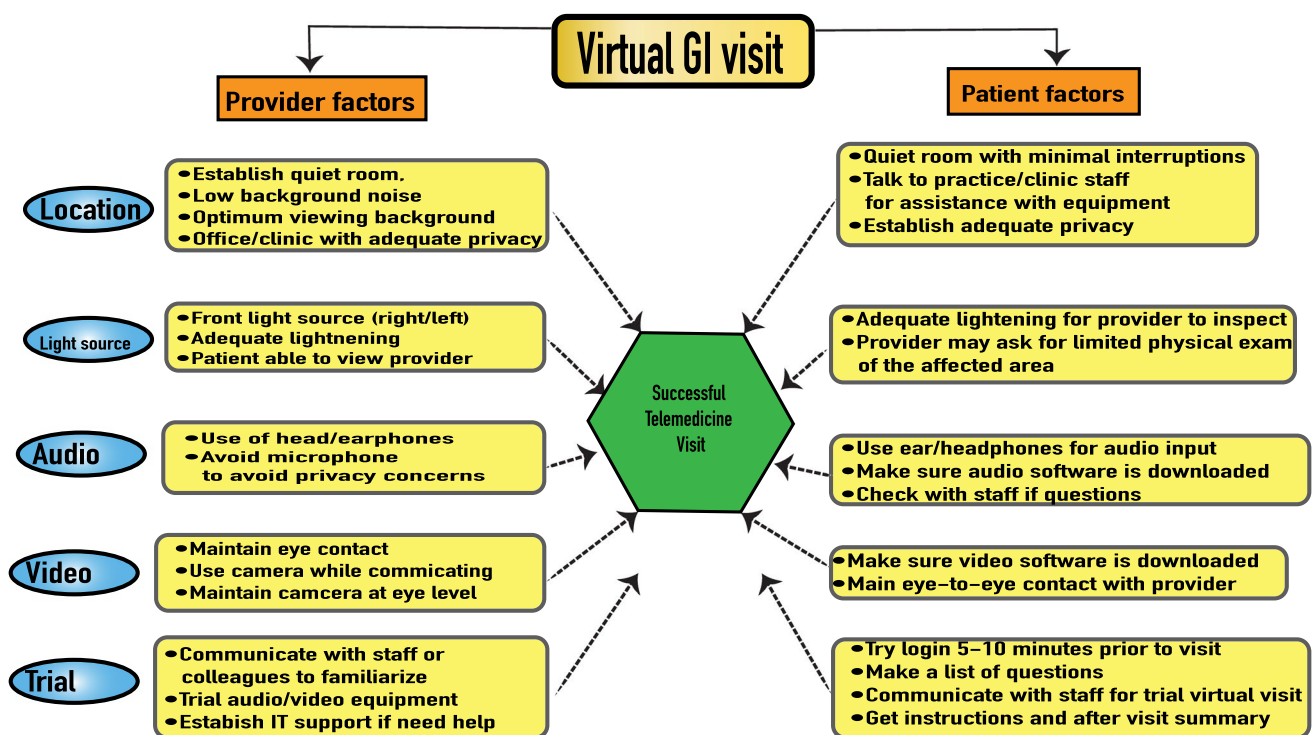 Virtual GI visit
Provider factors
Patient factors
Location
•Establish quiet room.
•Low background noise
•Optimum viewing background
•Office/clinic with adequate privacy
•Quiet room with minimal interruptions
•Talk to practice/clinic staff
for assistance with equipment
•Establish adequate privacy
Light source
•Front light source (right/left)
•Adequate lightnening
•Patient able to view provider
•Adequate lightening for provider to inspect
•Provider may ask for limited physical exam
of the affected area
Successful
Telemedicine
Visit
Audio
•Use of head/earphones
•Avoid microphone
to avoid privacy concerns
•Use ear/headphones for audio input
•Make sure audio software is downloaded
•Check with staff if questions
Video
•Maintain eye contact
•Use camera while commicating
•Maintain camcera at eye level
•Make sure video software is downloaded
•Main eye-to-eye contact with provider
Trial
•Communicate with staff or
colleagues to familiarize
•Trial audio/video equipment
•Estabish IT support if need help
•Try login 5-10 minutes prior to visit
•Make a list of questions
•Communicate with staff for trial virtual visit
•Get instructions and after visit summary